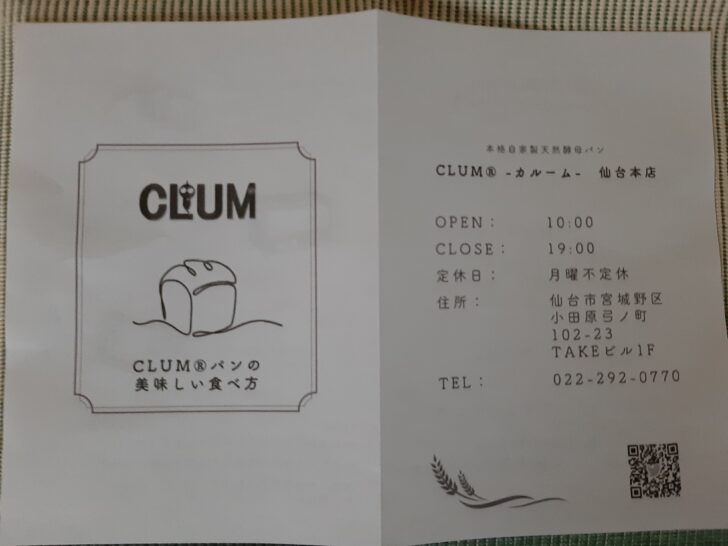 CLUM
CLUM®パンの
美味しい食べ方
本格自家製天然酵母パン
CLUM® -カルーム- 仙台本店
OPEN： 10:00
CLOSE： 19:00
定休日： 月曜不定休
住所： 仙台市宮城野区
小田原弓ノ町
102-23
TAKEビル1F
TEL： 022-292-0770